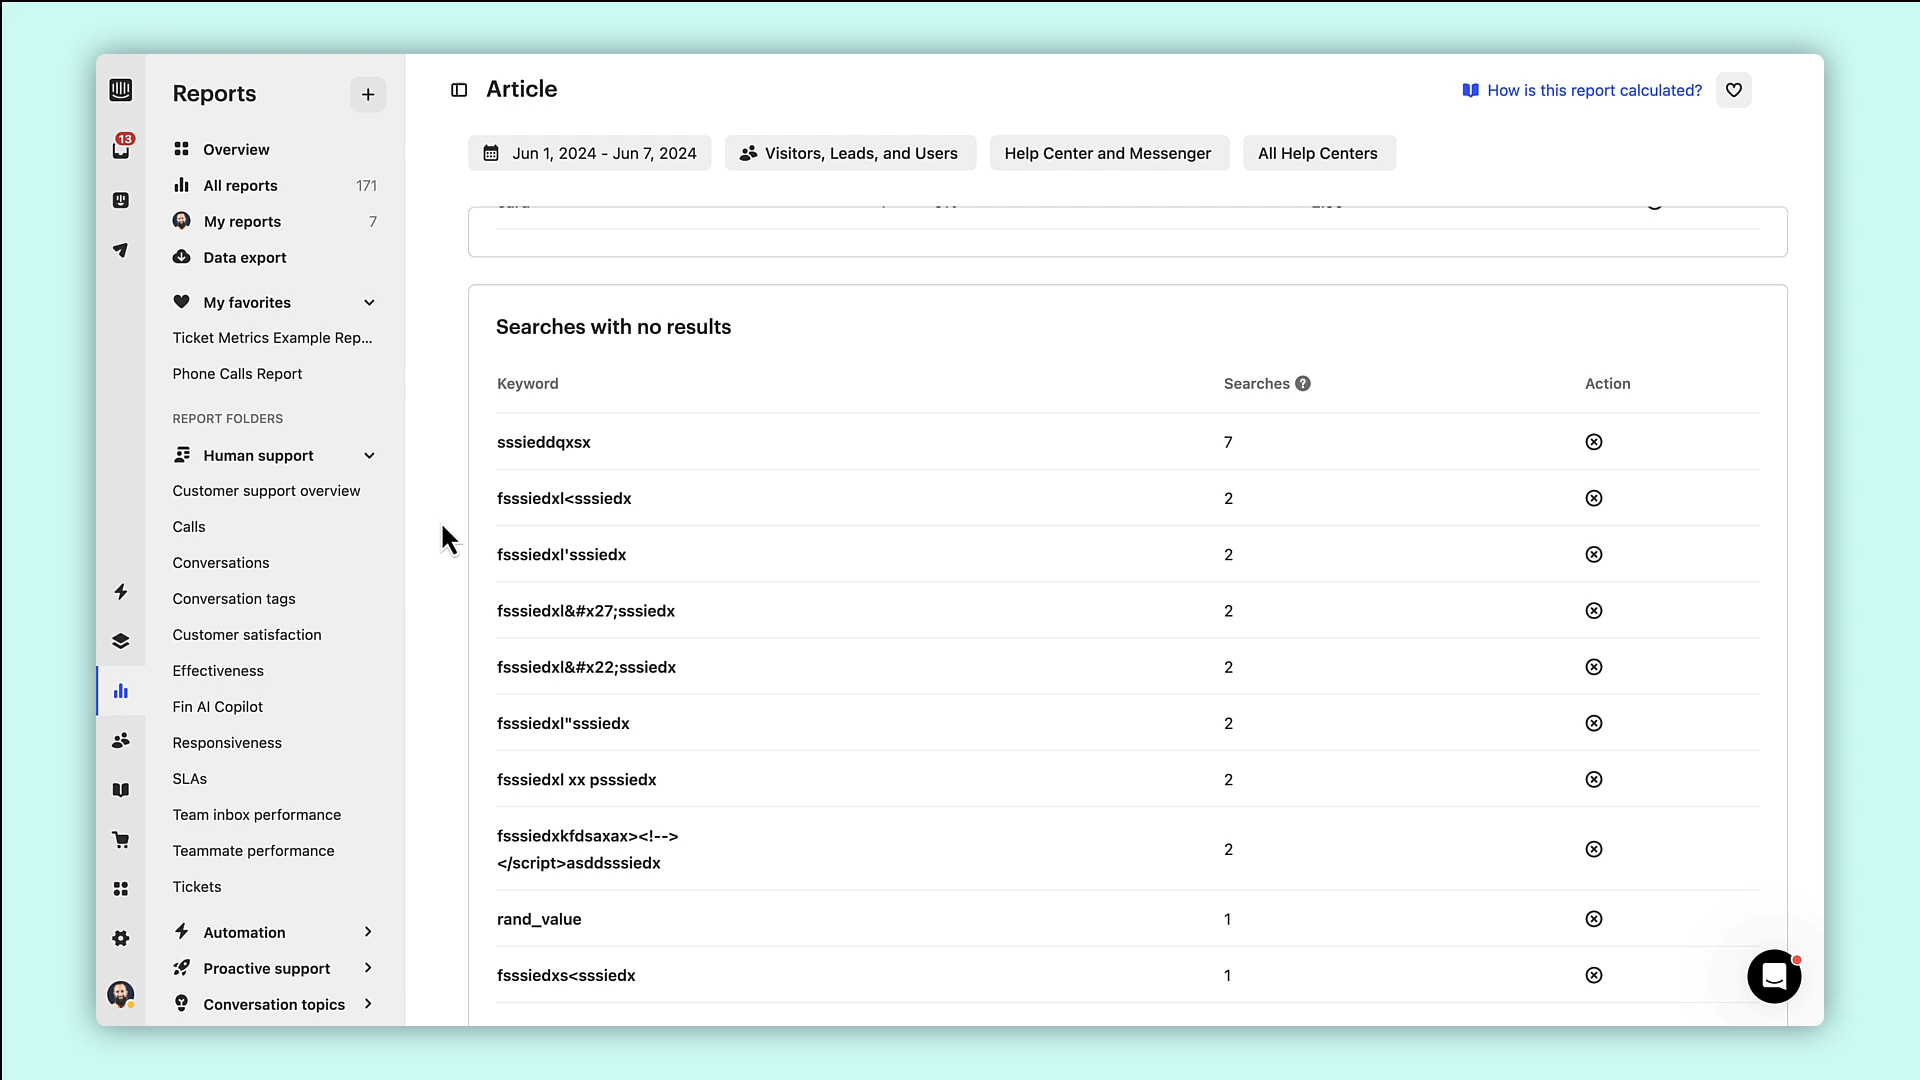 Reports
+
13
Overview
All reports 171
My reports 7
Data export
My favorites
Ticket Metrics Example Rep...
Phone Calls Report
REPORT FOLDERS
Human support
Customer support overview
Calls
Conversations
Conversation tags
Customer satisfaction
Effectiveness
Fin AI Copilot
Responsiveness
SLAs
Team inbox performance
Teammate performance
Tickets
Automation
Proactive support
Conversation topics
Article
How is this report calculated?
Jun 1, 2024 - Jun 7, 2024
Visitors, Leads, and Users
Help Center and Messenger
All Help Centers
Searches with no results
Keyword Searches ? Action
sssieddqxsx 7
fsssiedxl<sssiedx 2
fsssiedxl'sssiedx 2
fsssiedxl&#x27;sssiedx 2
fsssiedxl&#x22;sssiedx 2
fsssiedxl"sssiedx 2
fsssiedxl xx psssiedx 2
fsssiedxkfdsaxax><!-->
</script>asddsssiedx 2
rand_value 1
fsssiedxs<sssiedx 1